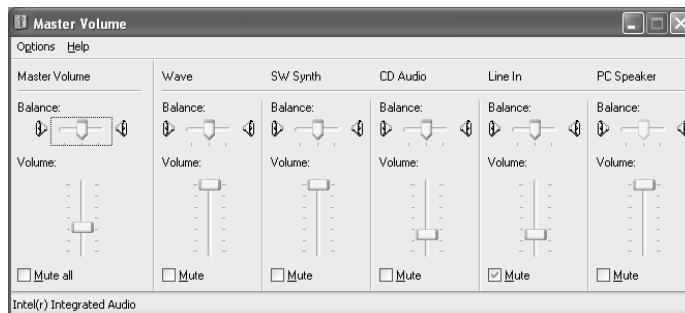 Master Volume
Options Help
Master Volume Wave SW Synth CD Audio Line In PC Speaker
Balance: Balance: Balance: Balance: Balance: Balance:
Volume: Volume: Volume: Volume: Volume: Volume:
Mute all Mute Mute Mute Mute Mute
Intel(r) Integrated Audio